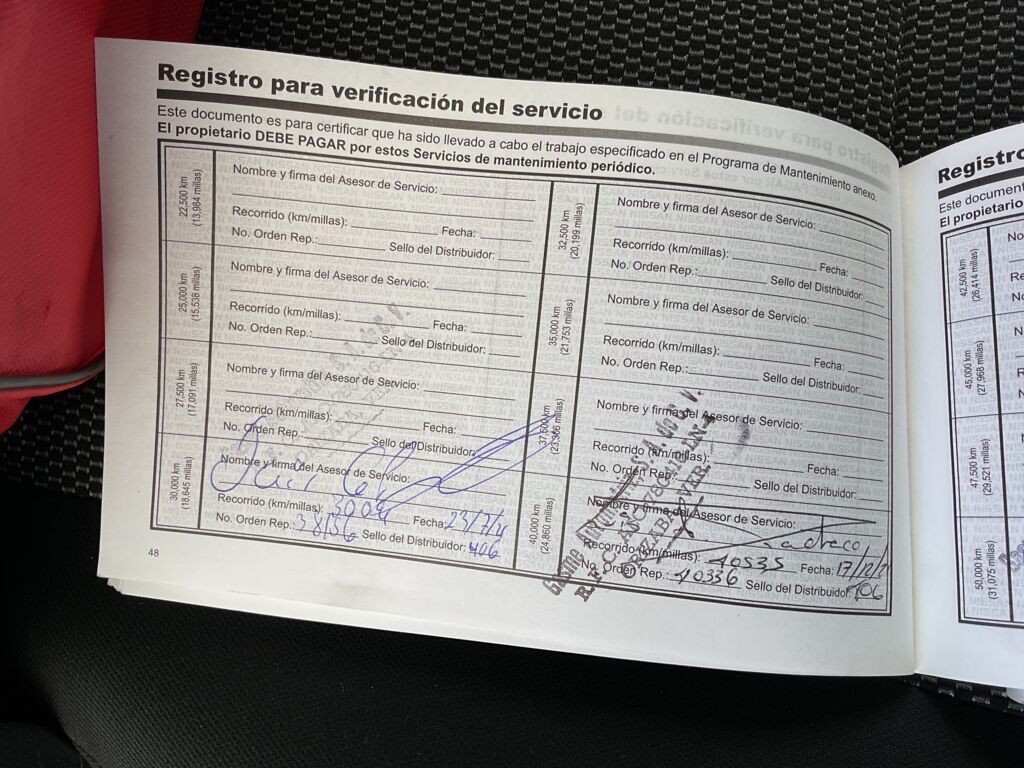 Registro para verificación del servicio
Este documento es para certificar que ha sido llevado a cabo el trabajo especificado en el Programa de Mantenimiento anexo.
El propietario DEBE PAGAR por estos Servicios de mantenimiento periódico.
22,500 km
(13,984 millas)
Nombre y firma del Asesor de Servicio:
Recorrido (km/millas): Fecha:
No. Orden Rep.: Sello del Distribuidor:
25,000 km
(15,538 millas)
Nombre y firma del Asesor de Servicio:
Recorrido (km/millas): Fecha:
No. Orden Rep.: Sello del Distribuidor:
27,500 km
(17,091 millas)
Nombre y firma del Asesor de Servicio:
Recorrido (km/millas): Fecha:
No. Orden Rep.: Sello del Distribuidor:
30,000 km
(18,645 millas)
Nombre y firma del Asesor de Servicio:
Recorrido (km/millas): Fecha: 23/7/
No. Orden Rep.: 38156 Sello del Distribuidor: 406
32,500 km
(20,199 millas)
Nombre y firma del Asesor de Servicio:
Recorrido (km/millas): Fecha:
No. Orden Rep.: Sello del Distribuidor:
35,000 km
(21,753 millas)
Nombre y firma del Asesor de Servicio:
Recorrido (km/millas): Fecha:
No. Orden Rep.: Sello del Distribuidor:
37,500 km
(23,306 millas)
Nombre y firma del Asesor de Servicio:
Recorrido (km/millas): Fecha:
No. Orden Rep.: Sello del Distribuidor:
40,000 km
(24,860 millas)
Nombre y firma del Asesor de Servicio:
Recorrido (km/millas): 40535 Fecha: 17/12/
No. Orden Rep.: 40336 Sello del Distribuidor:
ORIZABA, VER.
48
Registro
Este document
El propietario
42,500 km
(26,414 millas)
45,000 km
(27,968 millas)
47,500 km
(29,521 millas)
50,000 km
(31,075 millas)